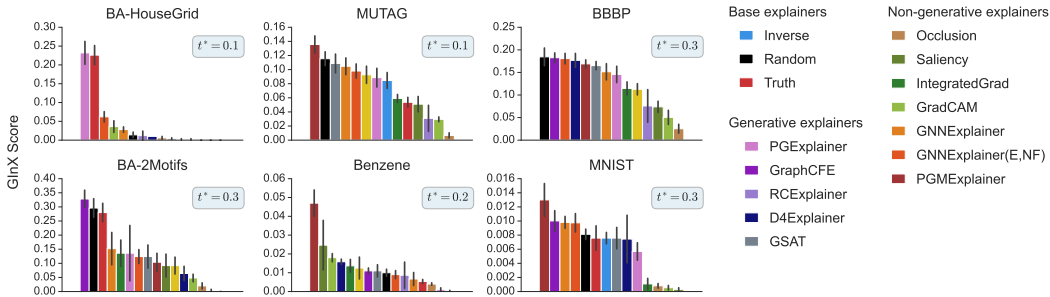 BA-HouseGrid
MUTAG
BBBP
0.30
0.25
0.20
0.15
0.10
0.05
0.00
t* = 0.1
0.16
0.14
0.12
0.10
0.08
0.06
0.04
0.02
0.00
t* = 0.1
0.25
0.20
0.15
0.10
0.05
0.00
t* = 0.3
GInX Score
BA-2Motifs
Benzene
MNIST
0.40
0.35
0.30
0.25
0.20
0.15
0.10
0.05
0.00
t* = 0.3
0.06
0.05
0.04
0.03
0.02
0.01
0.00
t* = 0.2
0.016
0.014
0.012
0.010
0.008
0.006
0.004
0.002
0.000
t* = 0.3
Base explainers
Inverse
Random
Truth
Generative explainers
PGExplainer
GraphCFE
RCExplainer
D4Explainer
GSAT
Non-generative explainers
Occlusion
Saliency
IntegratedGrad
GradCAM
GNNExplainer
GNNExplainer(E,NF)
PGMExplainer